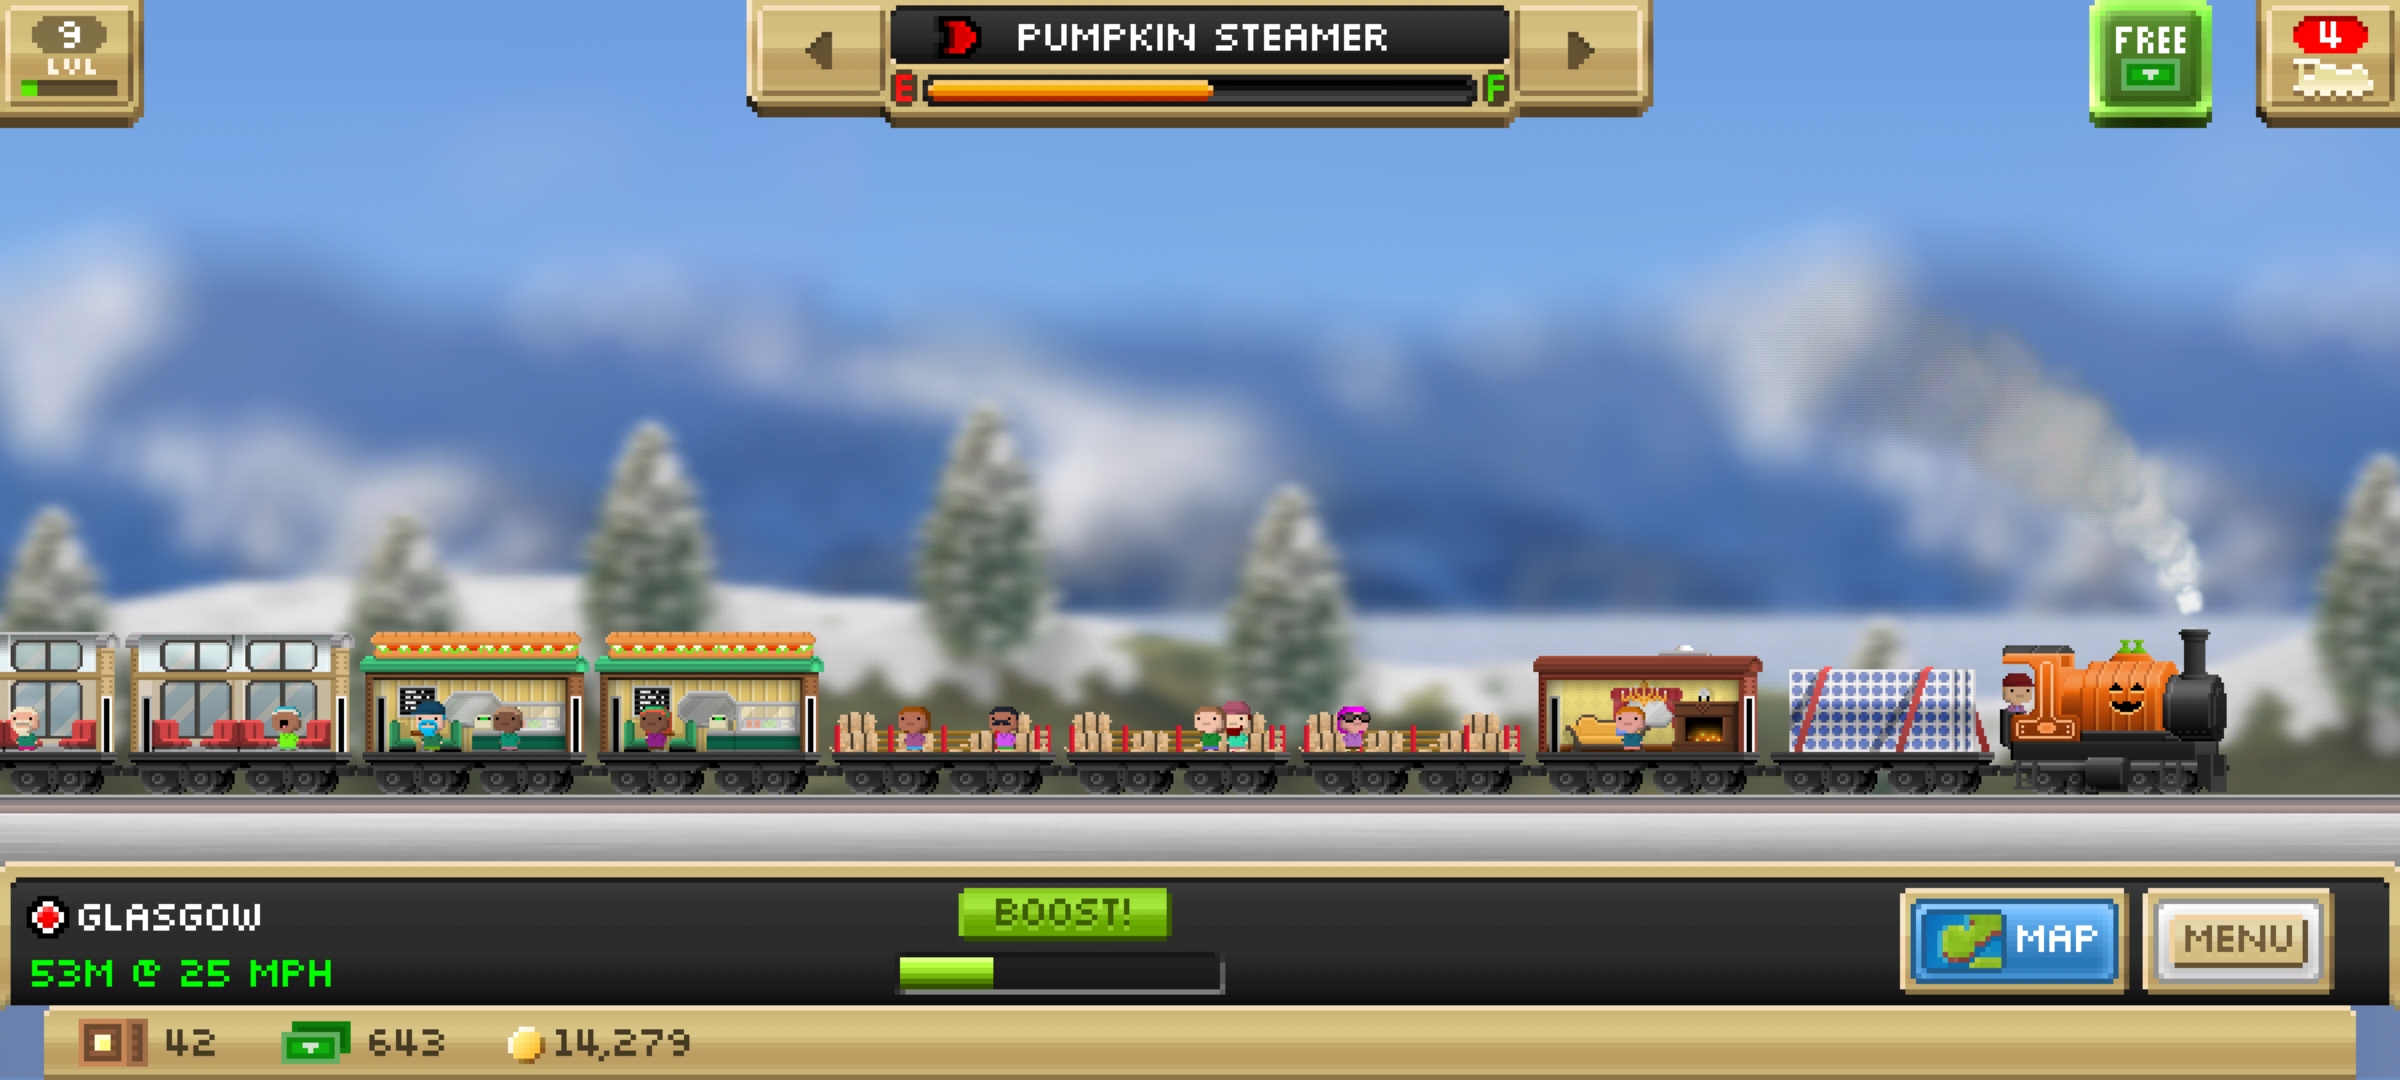 9
LVL
PUMPKIN STEAMER
E
F
FREE
4
GLASGOW
BOOST!
53M @ 25 MPH
MAP
MENU
42
643
14,279